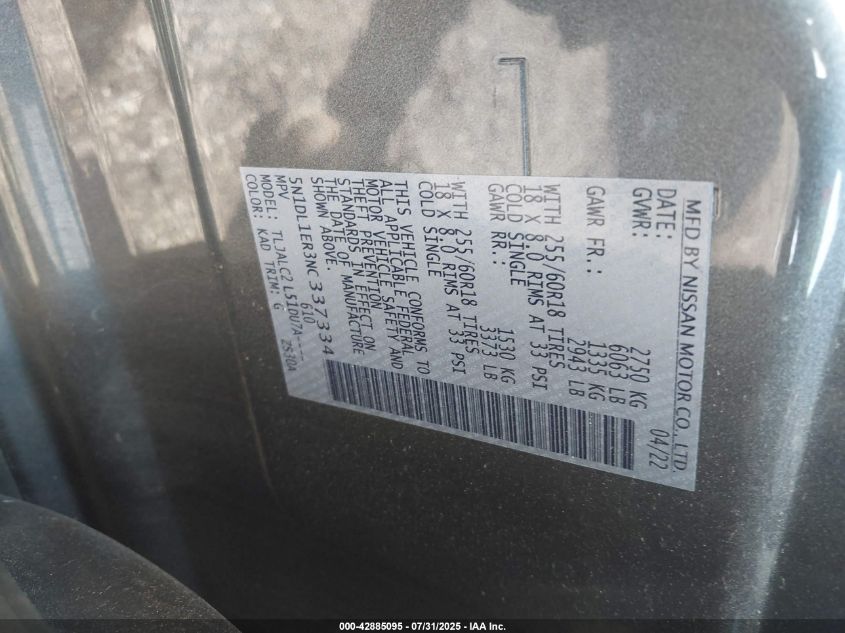 MFD BY NISSAN MOTOR CO., LTD.
DATE: 04/22
GVWR: 2750 KG
6063 LB
GAWR FR.: 1335 KG
2943 LB
WITH 255/60R18 TIRES
18 X 8.0 RIMS AT 33 PSI
COLD SINGLE
GAWR RR.: 1530 KG
3373 LB
WITH 255/60R18 TIRES
18 X 8.0 RIMS AT 33 PSI
COLD SINGLE
THIS VEHICLE CONFORMS TO
ALL APPLICABLE FEDERAL
MOTOR VEHICLE SAFETY AND
THEFT PREVENTION
STANDARDS IN EFFECT ON
THE DATE OF MANUFACTURE
SHOWN ABOVE.
5N1DL1ER3NC337334
MPV 610
MODEL: TLJALC2 L51DU7A----
COLOR: KAD TRIM: G ZS30A
000-42885095 - 07/31/2025 - IAA Inc.